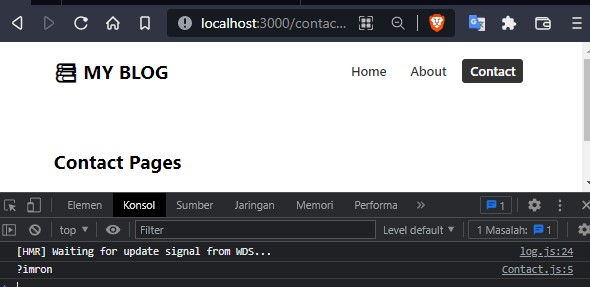 localhost:3000/contac...
MY BLOG
Home
About
Contact
Contact Pages
Elemen
Konsol
Sumber
Jaringan
Memori
Performa
1
top
Filter
Level default
1 Masalah:
1
[HMR] Waiting for update signal from WDS...
log.js:24
?imron
Contact.js:5